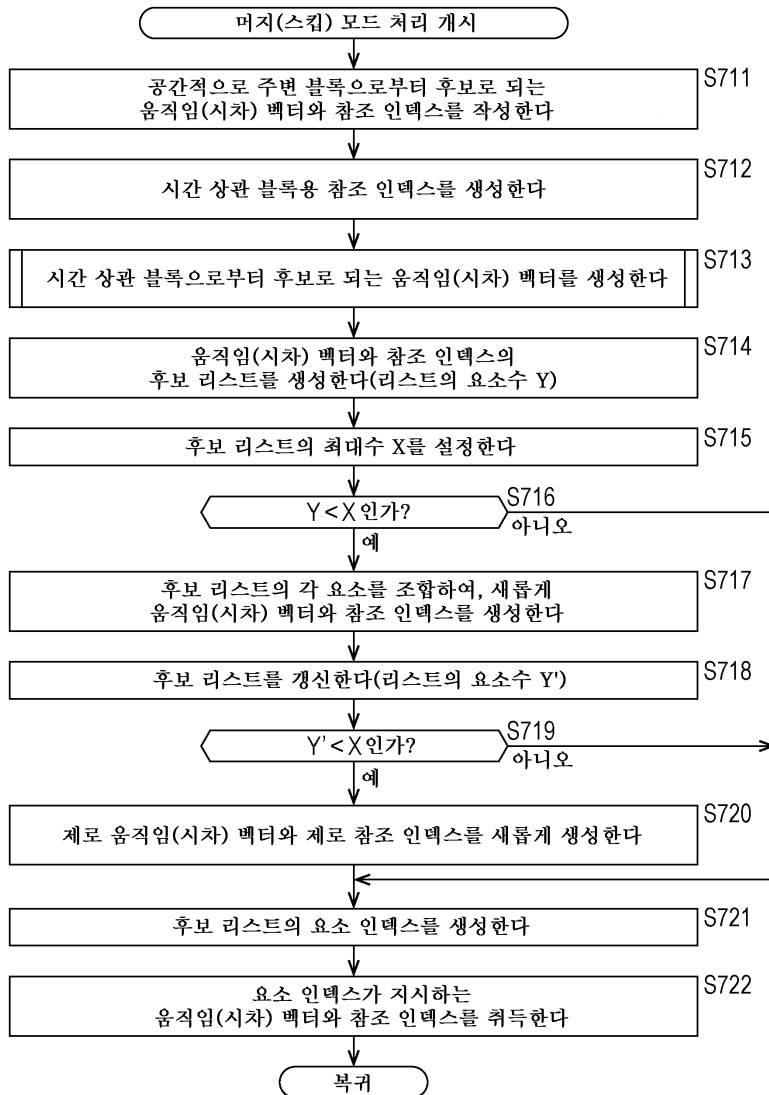 머지(스킵) 모드 처리 개시
S711
공간적으로 주변 블록으로부터 후보로 되는
움직임(시차) 벡터와 참조 인덱스를 작성한다
S712
시간 상관 블록용 참조 인덱스를 생성한다
S713
시간 상관 블록으로부터 후보로 되는 움직임(시차) 벡터를 생성한다
S714
움직임(시차) 벡터와 참조 인덱스의
후보 리스트를 생성한다(리스트의 요소수 Y)
S715
후보 리스트의 최대수 X를 설정한다
S716
Y<X인가?
아니오
예
S717
후보 리스트의 각 요소를 조합하여, 새롭게
움직임(시차) 벡터와 참조 인덱스를 생성한다
S718
후보 리스트를 갱신한다(리스트의 요소수 Y')
S719
Y'<X인가?
아니오
예
S720
제로 움직임(시차) 벡터와 제로 참조 인덱스를 새롭게 생성한다
S721
후보 리스트의 요소 인덱스를 생성한다
S722
요소 인덱스가 지시하는
움직임(시차) 벡터와 참조 인덱스를 취득한다
복귀